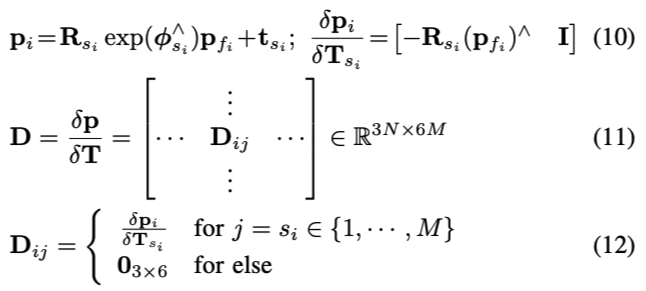 p_i = R_{s_i} exp(ϕ^∧_{s_i}) p_{f_i} + t_{s_i}; δp_i/δT_{s_i} = [−R_{s_i}(p_{f_i})^∧ I] (10)
D = δp/δT = [⋮ ⋯ D_{ij} ⋯ ⋮] ∈ ℝ^{3N×6M} (11)
D_{ij} = { δp_i/δT_{s_i} for j = s_i ∈ {1, ⋯, M}
0_{3×6} for else (12)